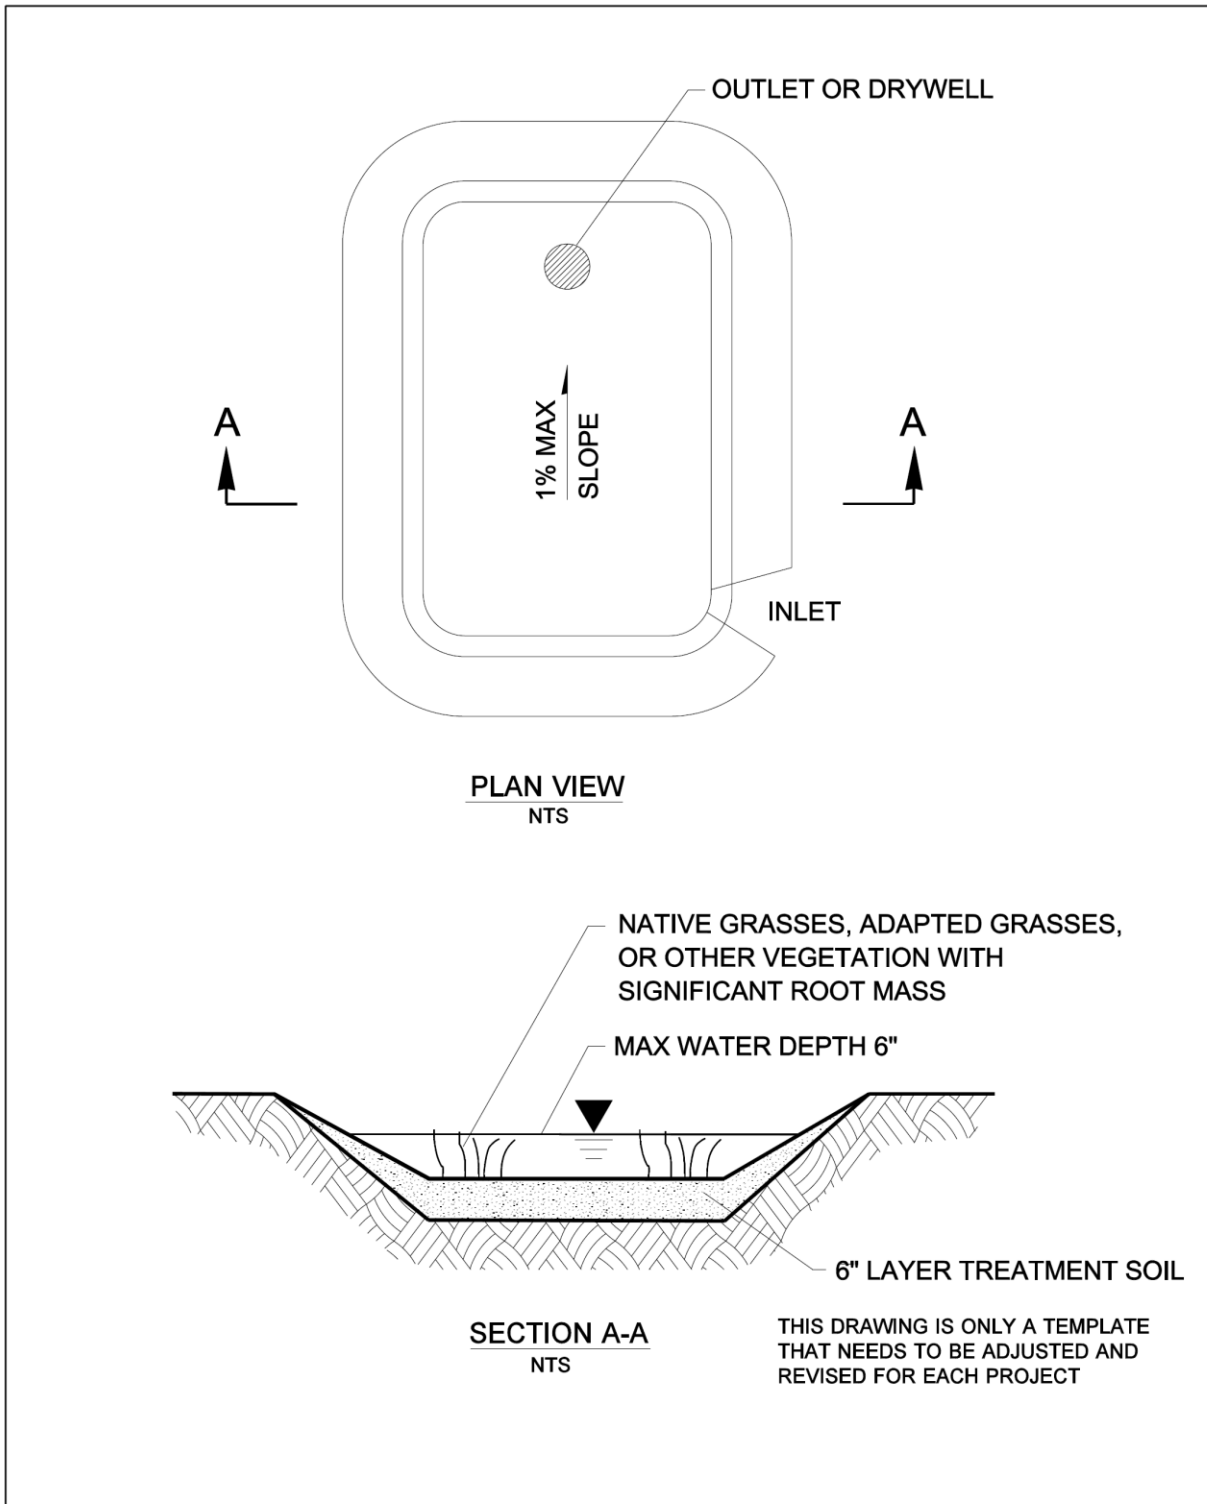 OUTLET OR DRYWELL
A
A
1% MAX
SLOPE
INLET
PLAN VIEW
NTS
NATIVE GRASSES, ADAPTED GRASSES,
OR OTHER VEGETATION WITH
SIGNIFICANT ROOT MASS
MAX WATER DEPTH 6"
6" LAYER TREATMENT SOIL
SECTION A-A
NTS
THIS DRAWING IS ONLY A TEMPLATE
THAT NEEDS TO BE ADJUSTED AND
REVISED FOR EACH PROJECT